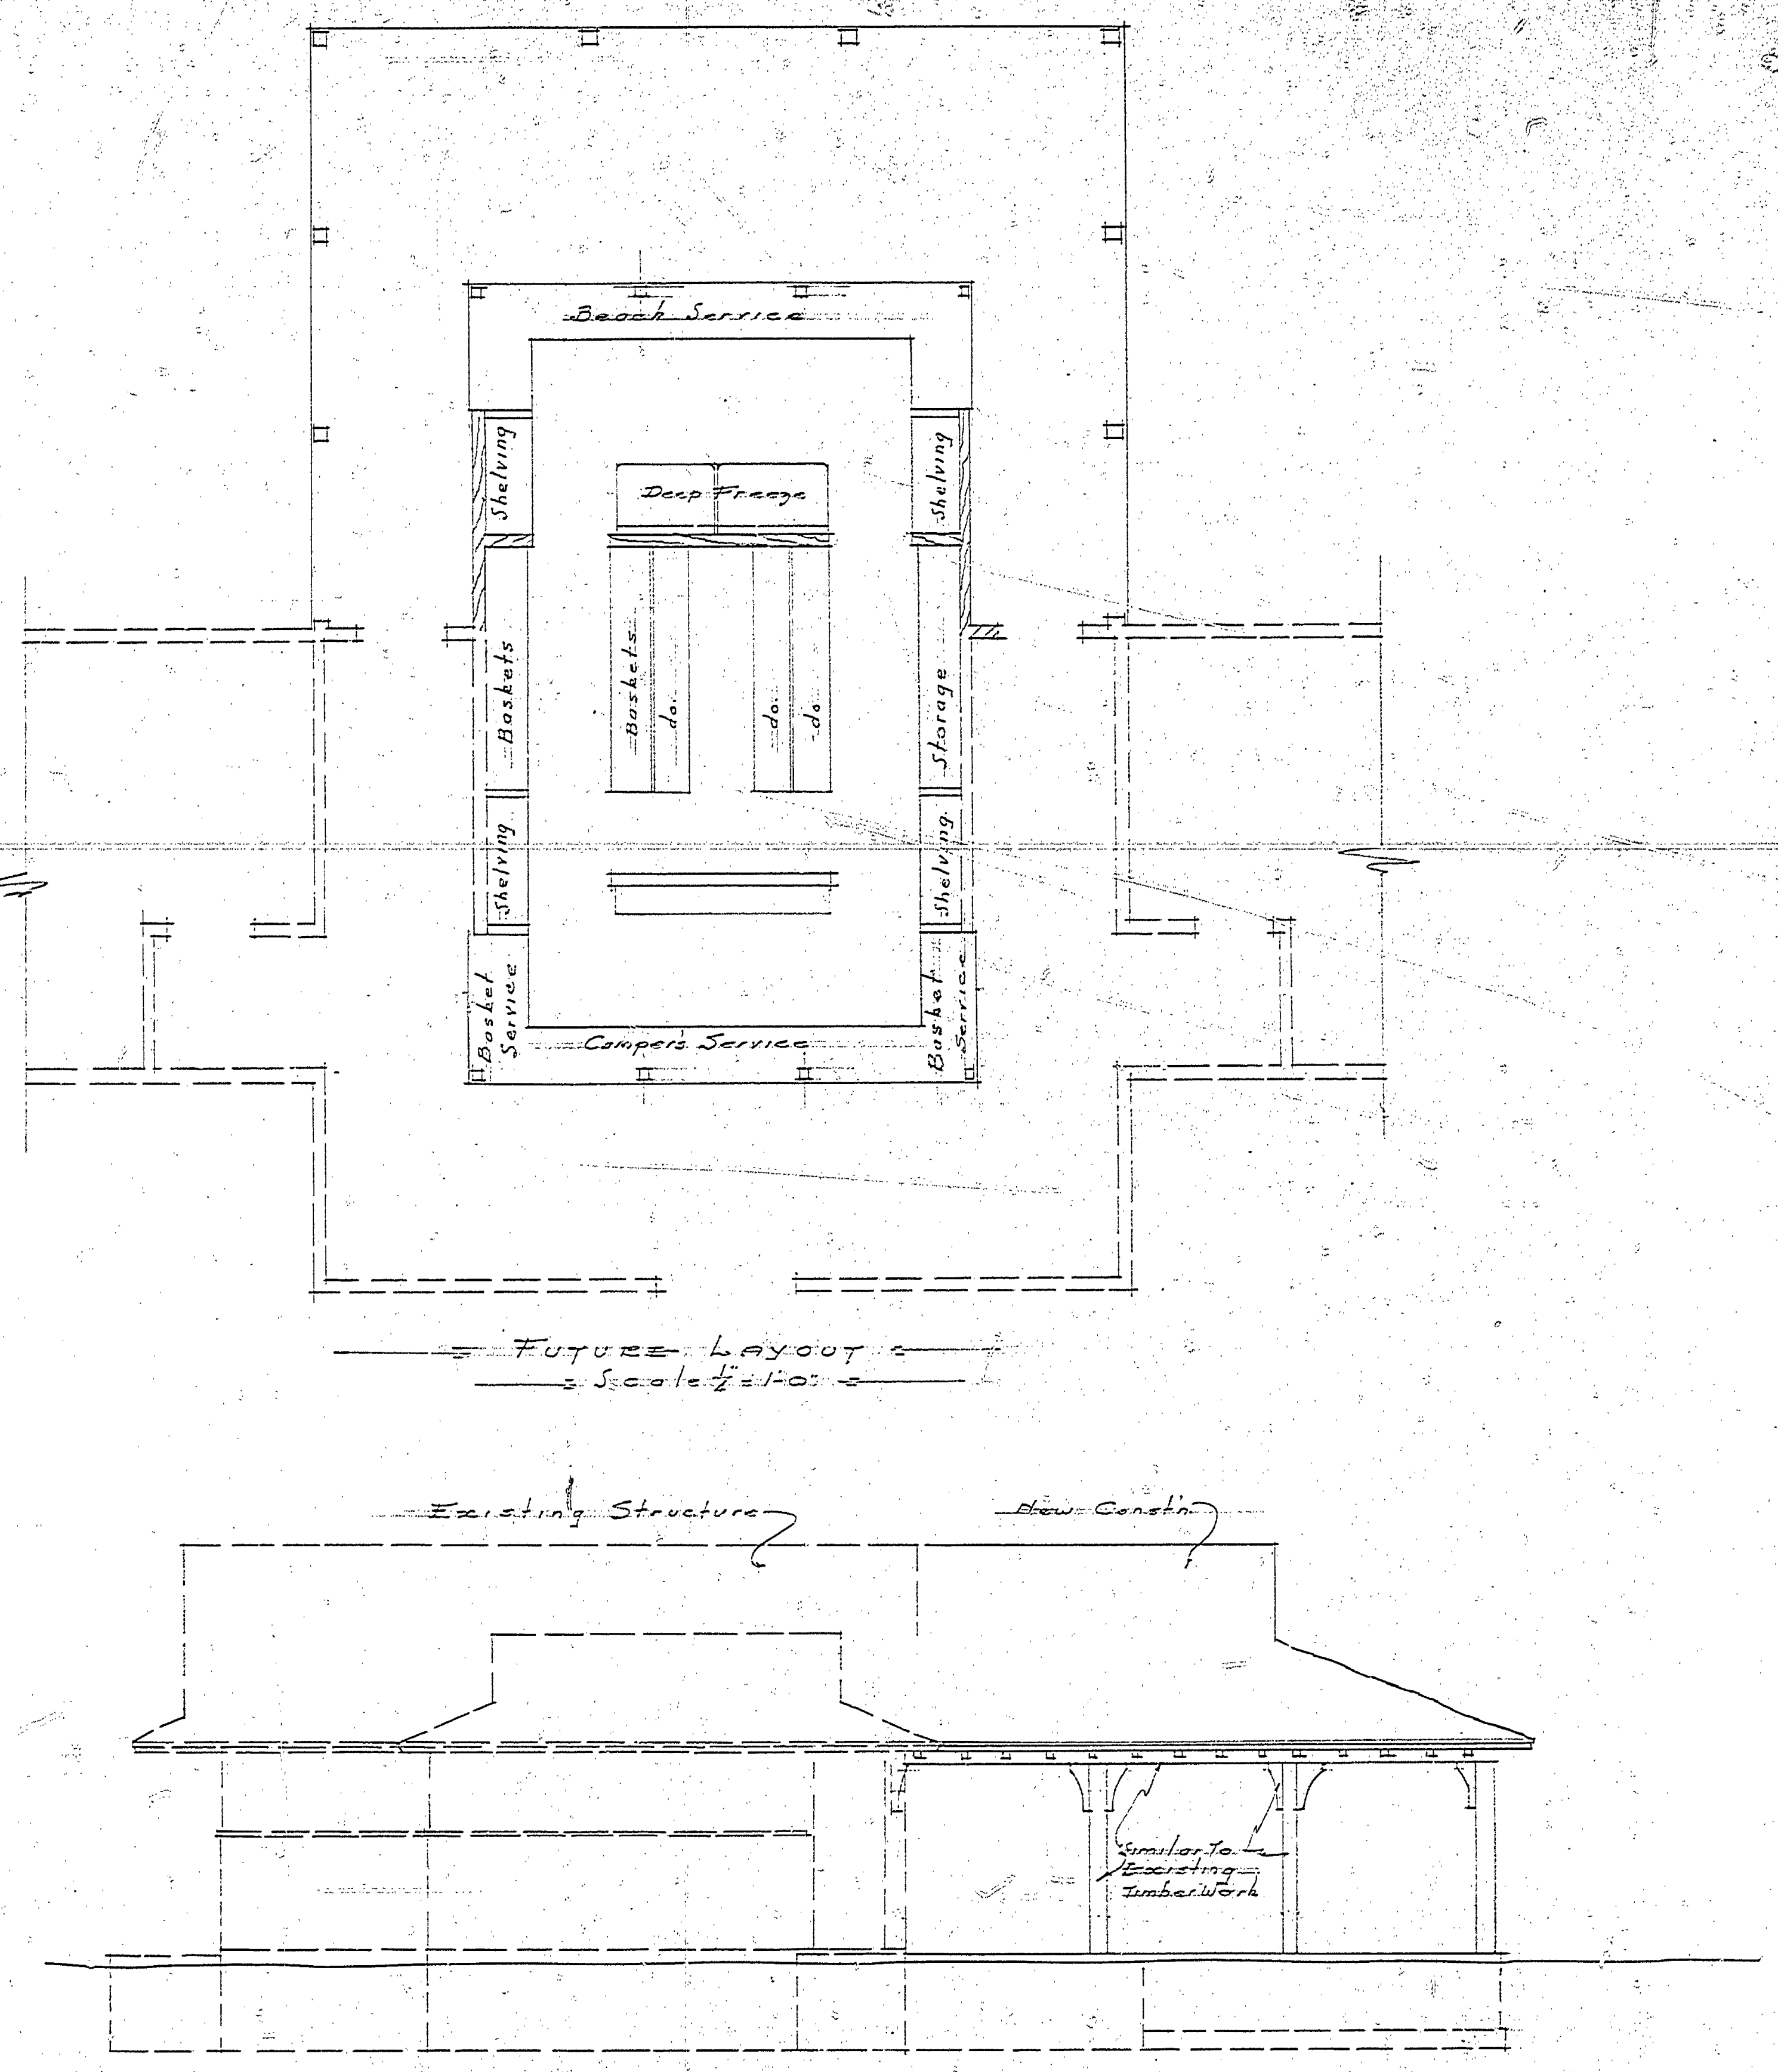 Beach Service
Shelving
Shelving
Deep Freeze
Baskets
Baskets
do.
do.
do.
Storage
Shelving
Shelving
Basket
Service
Basket
Service
Camper's Service
FUTURE LAYOUT
Scale ½" = 1'-0"
Existing Structure
New Const'n
Similar To
Existing
Timber Work